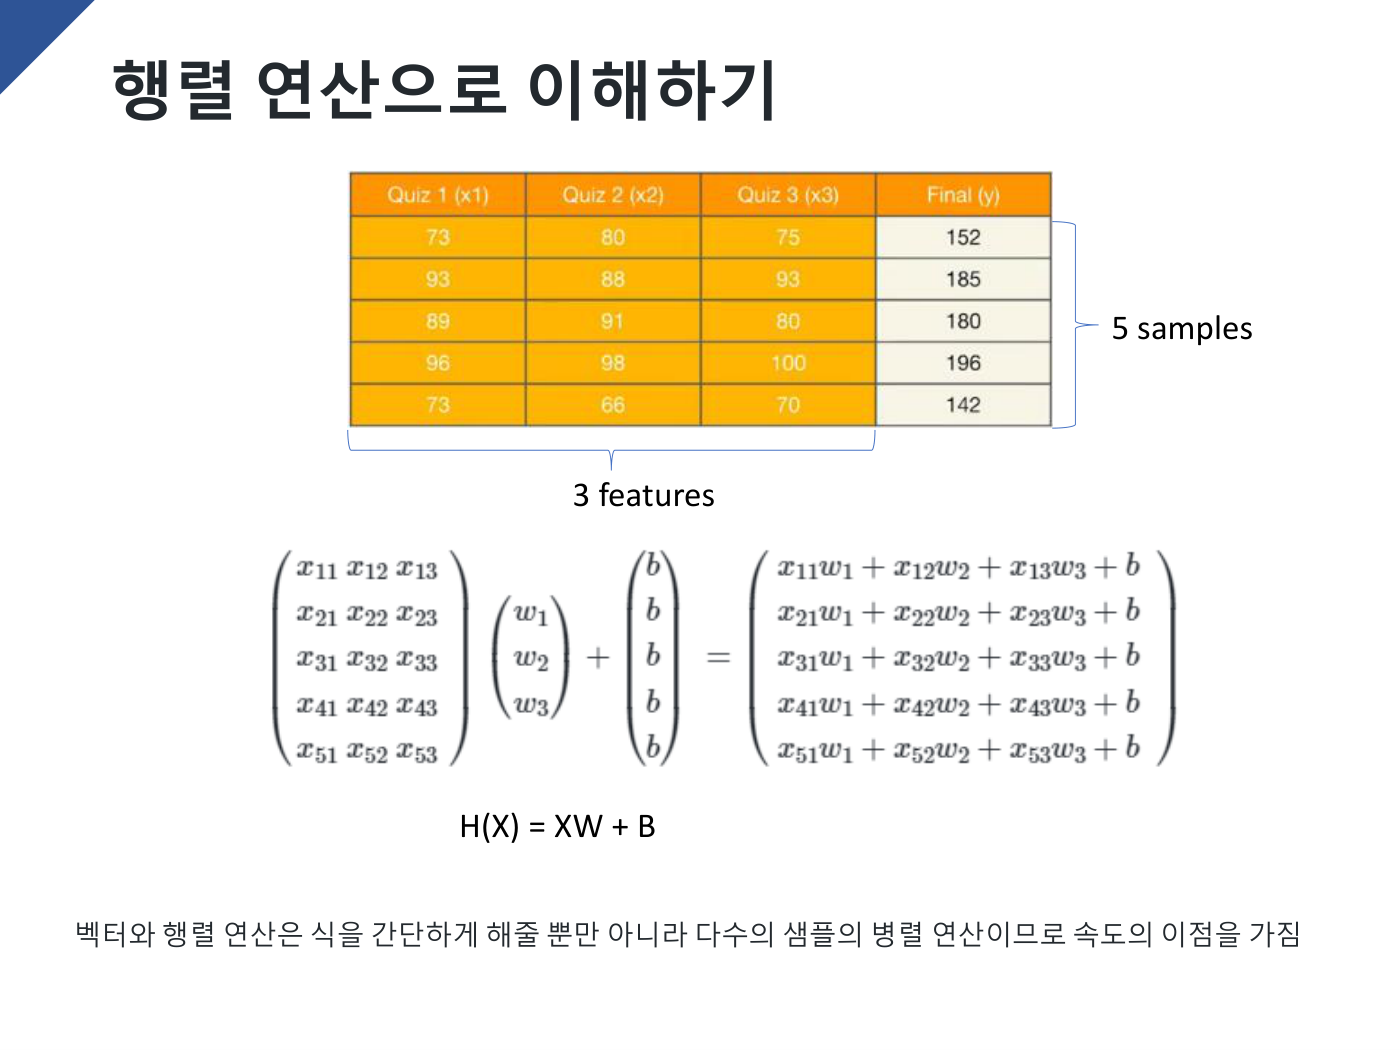 행렬 연산으로 이해하기
Quiz 1 (x1) Quiz 2 (x2) Quiz 3 (x3) Final (y)
73 80 75 152
93 88 93 185
89 91 80 180
96 98 100 196
73 66 70 142
5 samples
3 features
x₁₁ x₁₂ x₁₃ b x₁₁w₁ + x₁₂w₂ + x₁₃w₃ + b
x₂₁ x₂₂ x₂₃ w₁ b x₂₁w₁ + x₂₂w₂ + x₂₃w₃ + b
x₃₁ x₃₂ x₃₃ w₂ + b = x₃₁w₁ + x₃₂w₂ + x₃₃w₃ + b
x₄₁ x₄₂ x₄₃ w₃ b x₄₁w₁ + x₄₂w₂ + x₄₃w₃ + b
x₅₁ x₅₂ x₅₃ b x₅₁w₁ + x₅₂w₂ + x₅₃w₃ + b
H(X) = XW + B
벡터와 행렬 연산은 식을 간단하게 해줄 뿐만 아니라 다수의 샘플의 병렬 연산이므로 속도의 이점을 가짐